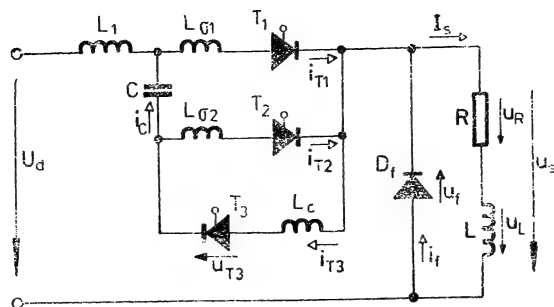 L1 Lσ1 T1 Is
iT1
C Lσ2 T2
ic R uR
iT2
Ud Df us
T3 Lc uf
L uL
uT3 iT3 if